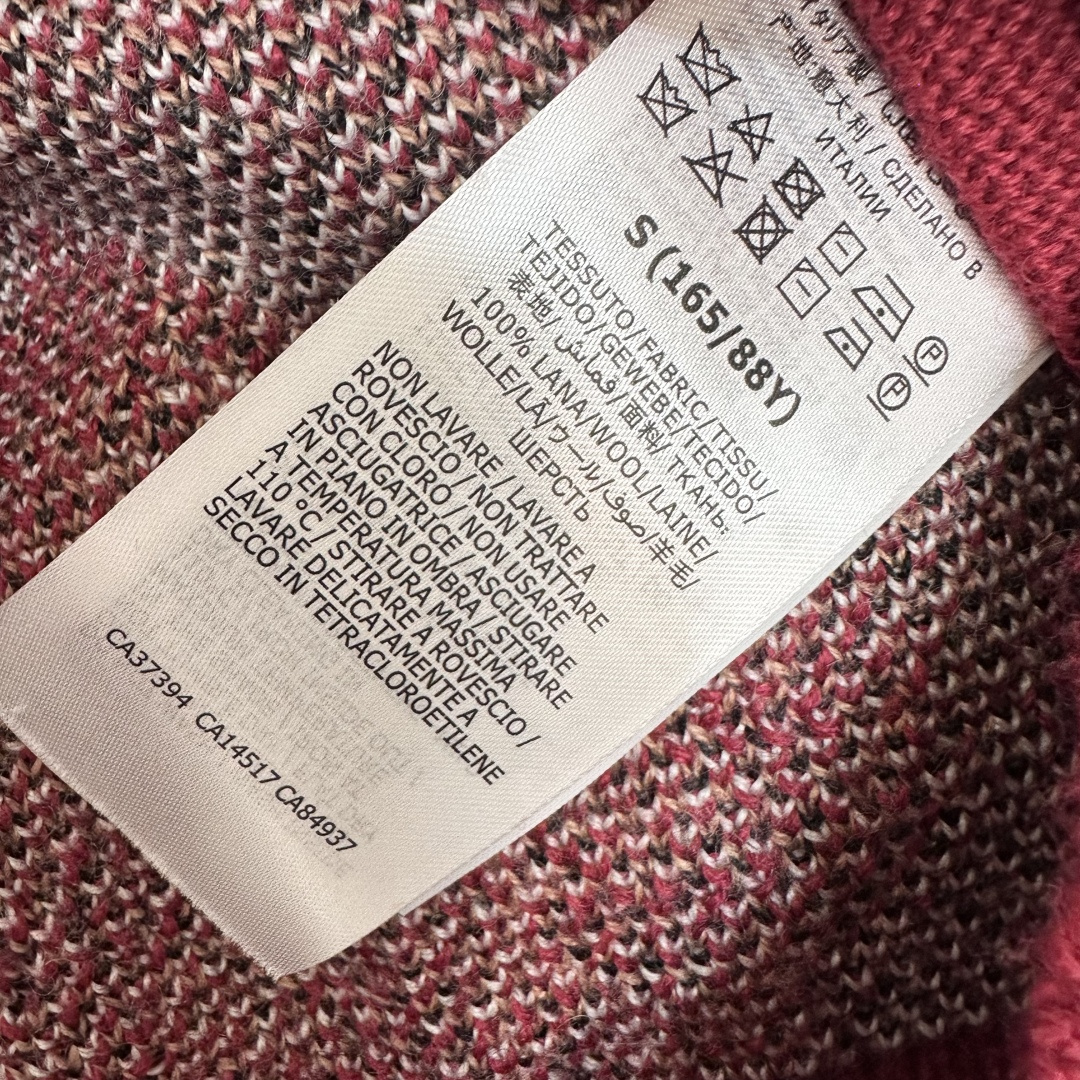 イタリア製 /
产地:意大利 / СДЕЛАНО В
ИТАЛИИ
P P
S (165/88Y)
TESSUTO/FABRIC/TISSU/
TEJIDO/GEWEBE/TECIDO/
表地/قماش/面料/ТКАНЬ:
100% LANA/WOOL/LAINE/
WOLLE/LÃ/ウール/صوف/羊毛/
ШЕРСТЬ
NON LAVARE / LAVARE A
ROVESCIO / NON TRATTARE
CON CLORO / NON USARE
ASCIUGATRICE / ASCIUGARE
IN PIANO IN OMBRA / STIRARE
A TEMPERATURA MASSIMA
110 °C / STIRARE A ROVESCIO /
LAVARE DELICATAMENTE A
SECCO IN TETRACLOROETILENE
CA37394 CA14517 CA84937